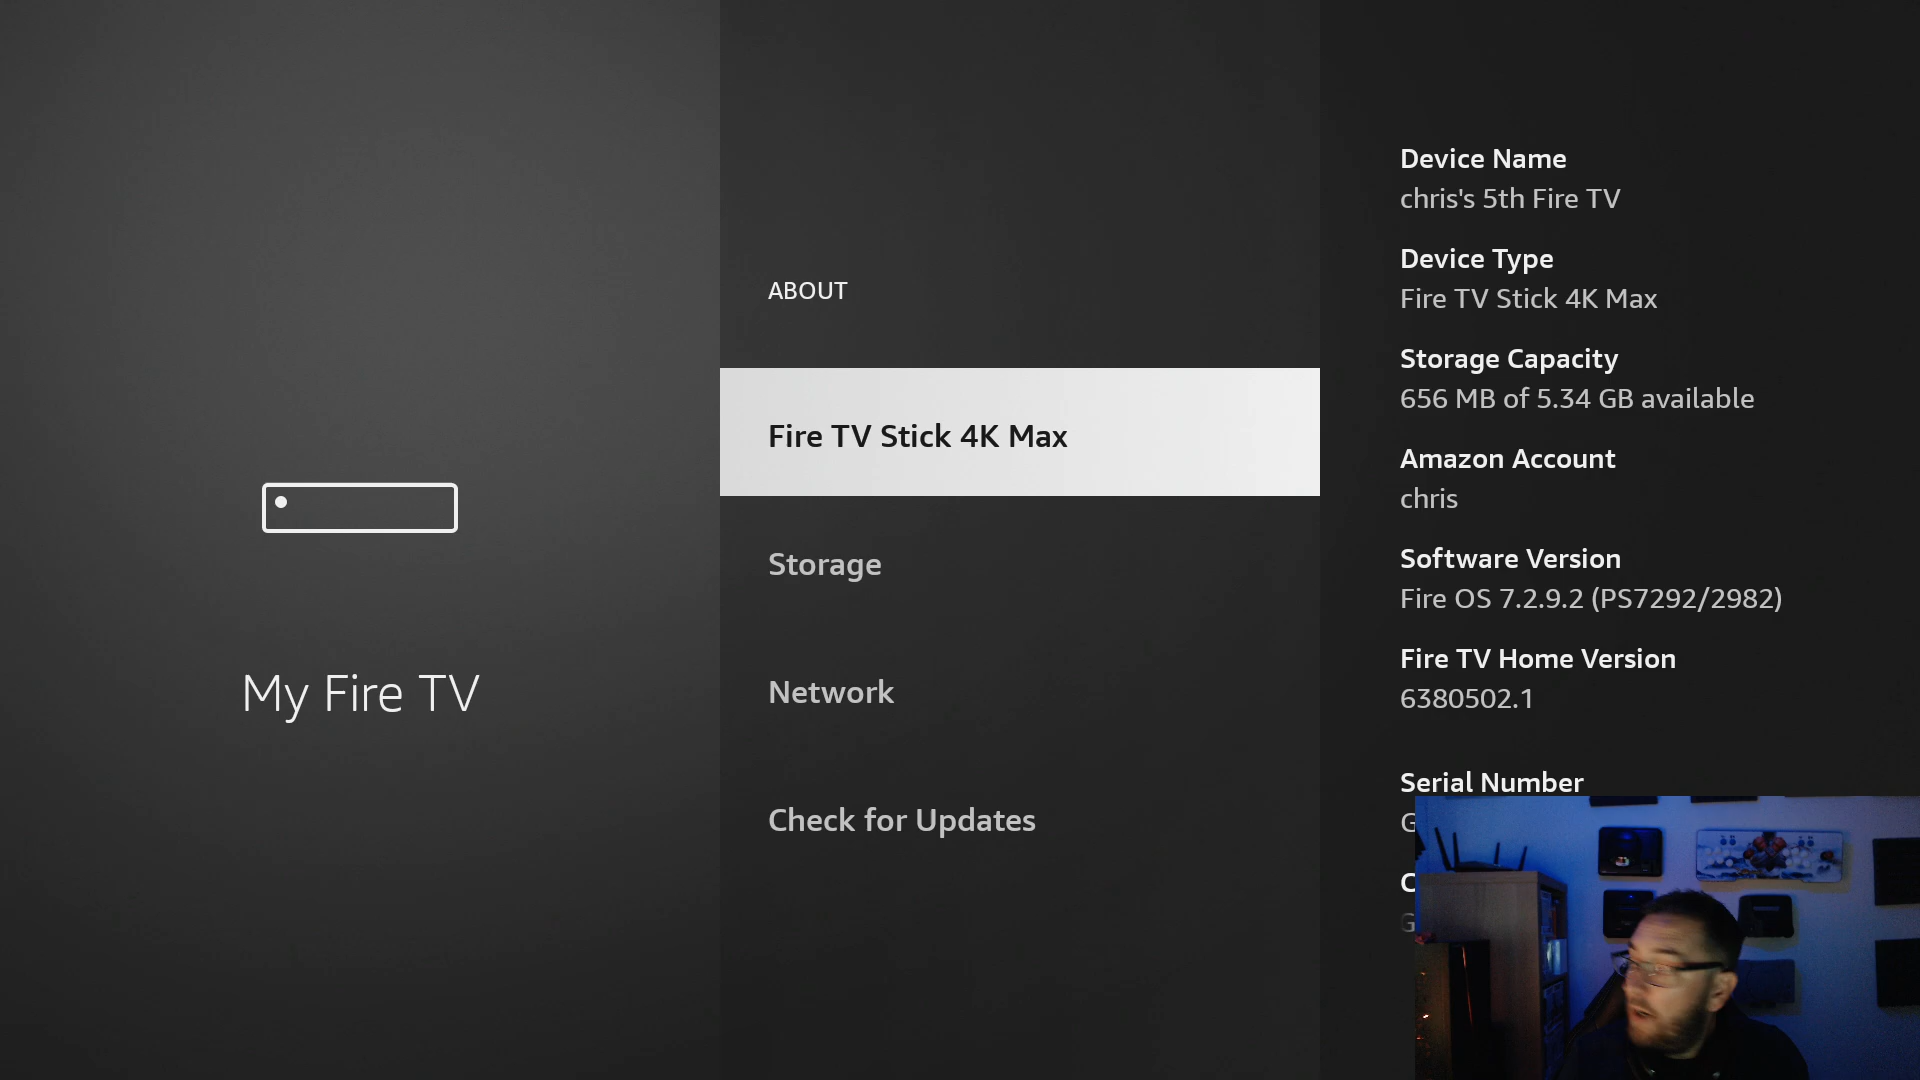 My Fire TV
ABOUT
Fire TV Stick 4K Max
Storage
Network
Check for Updates
Device Name
chris's 5th Fire TV
Device Type
Fire TV Stick 4K Max
Storage Capacity
656 MB of 5.34 GB available
Amazon Account
chris
Software Version
Fire OS 7.2.9.2 (PS7292/2982)
Fire TV Home Version
6380502.1
Serial Number